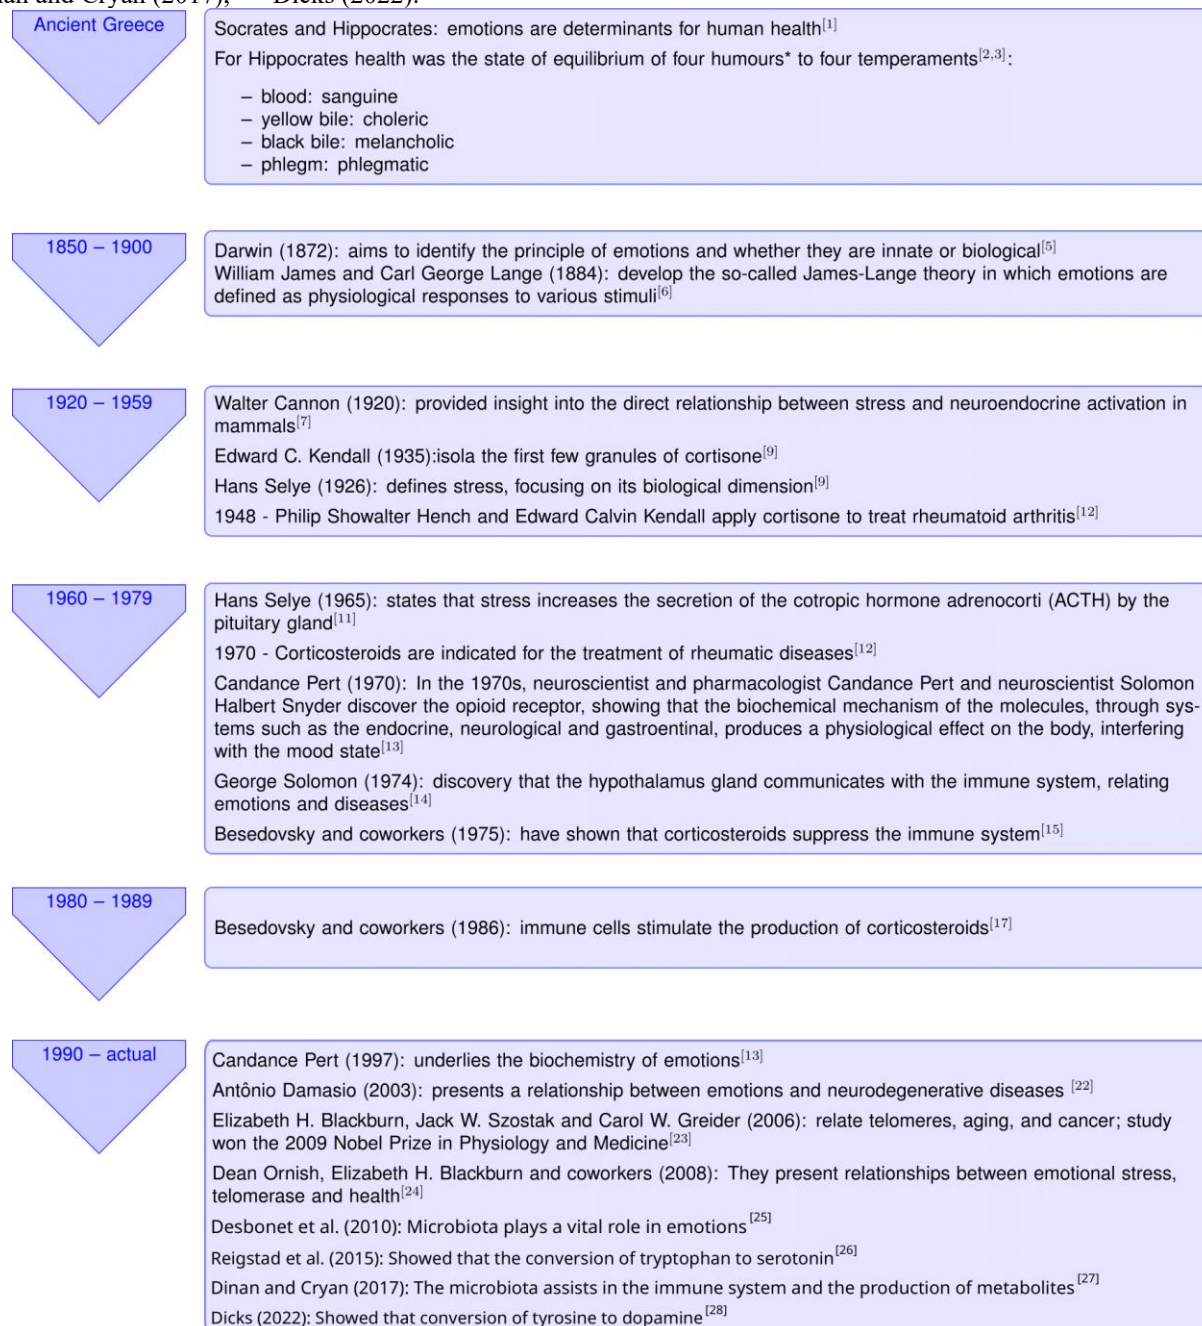 nan and Cryan (2017); Dicks (2022).
Ancient Greece
Socrates and Hippocrates: emotions are determinants for human health[1]
For Hippocrates health was the state of equilibrium of four humours* to four temperaments[2,3]:
– blood: sanguine
– yellow bile: choleric
– black bile: melancholic
– phlegm: phlegmatic
1850 – 1900
Darwin (1872): aims to identify the principle of emotions and whether they are innate or biological[5]
William James and Carl George Lange (1884): develop the so-called James-Lange theory in which emotions are
defined as physiological responses to various stimuli[6]
1920 – 1959
Walter Cannon (1920): provided insight into the direct relationship between stress and neuroendocrine activation in
mammals[7]
Edward C. Kendall (1935):isola the first few granules of cortisone[9]
Hans Selye (1926): defines stress, focusing on its biological dimension[9]
1948 - Philip Showalter Hench and Edward Calvin Kendall apply cortisone to treat rheumatoid arthritis[12]
1960 – 1979
Hans Selye (1965): states that stress increases the secretion of the cotropic hormone adrenocorti (ACTH) by the
pituitary gland[11]
1970 - Corticosteroids are indicated for the treatment of rheumatic diseases[12]
Candance Pert (1970): In the 1970s, neuroscientist and pharmacologist Candance Pert and neuroscientist Solomon
Halbert Snyder discover the opioid receptor, showing that the biochemical mechanism of the molecules, through sys-
tems such as the endocrine, neurological and gastroentinal, produces a physiological effect on the body, interfering
with the mood state[13]
George Solomon (1974): discovery that the hypothalamus gland communicates with the immune system, relating
emotions and diseases[14]
Besedovsky and coworkers (1975): have shown that corticosteroids suppress the immune system[15]
1980 – 1989
Besedovsky and coworkers (1986): immune cells stimulate the production of corticosteroids[17]
1990 – actual
Candance Pert (1997): underlies the biochemistry of emotions[13]
Antônio Damasio (2003): presents a relationship between emotions and neurodegenerative diseases [22]
Elizabeth H. Blackburn, Jack W. Szostak and Carol W. Greider (2006): relate telomeres, aging, and cancer; study
won the 2009 Nobel Prize in Physiology and Medicine[23]
Dean Ornish, Elizabeth H. Blackburn and coworkers (2008): They present relationships between emotional stress,
telomerase and health[24]
Desbonet et al. (2010): Microbiota plays a vital role in emotions[25]
Reigstad et al. (2015): Showed that the conversion of tryptophan to serotonin[26]
Dinan and Cryan (2017): The microbiota assists in the immune system and the production of metabolites[27]
Dicks (2022): Showed that conversion of tyrosine to dopamine[28]